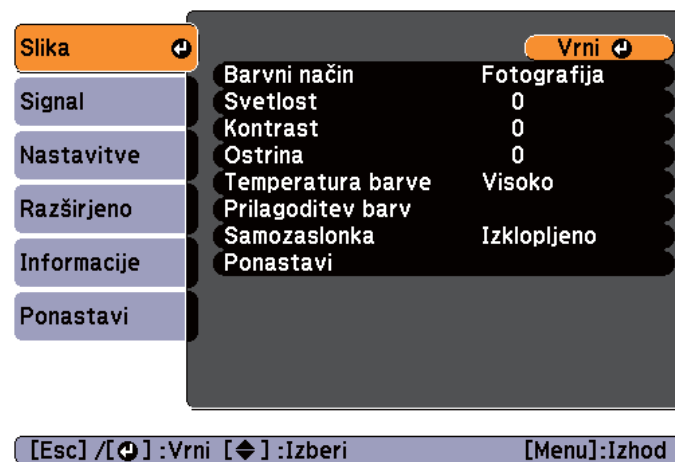 Slika
Signal
Nastavitve
Razširjeno
Informacije
Ponastavi
Vrni
Barvni način Fotografija
Svetlost 0
Kontrast 0
Ostrina 0
Temperatura barve Visoko
Prilagoditev barv
Samozaslonka Izklopljeno
Ponastavi
[Esc] /[⏎] :Vrni [◆] :Izberi [Menu]:Izhod